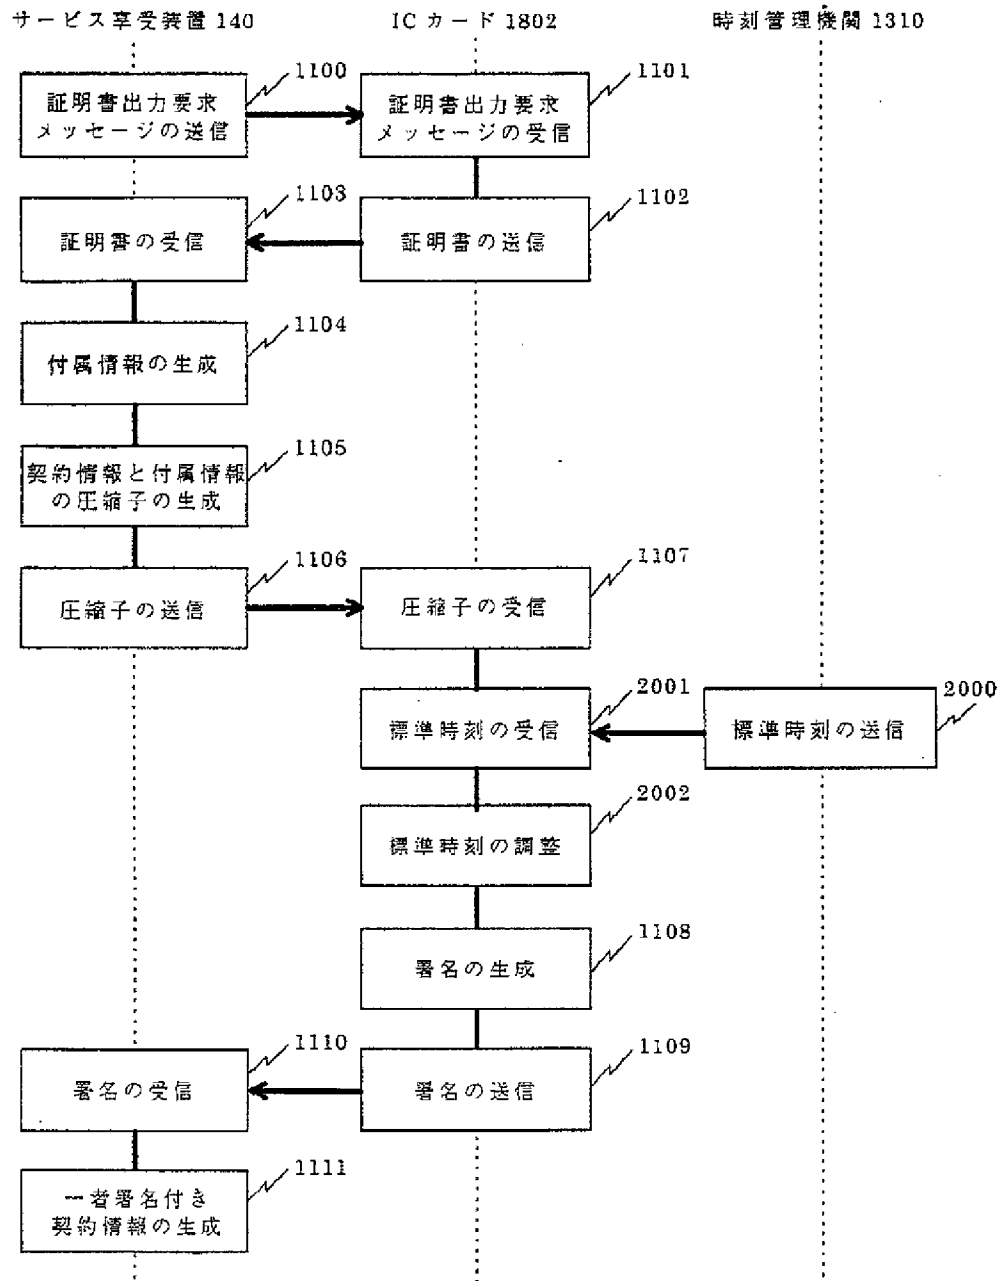 サービス享受装置 140
ICカード 1802
時刻管理機関 1310
1100
証明書出力要求
メッセージの送信
1101
証明書出力要求
メッセージの受信
1103
証明書の受信
1102
証明書の送信
1104
付属情報の生成
1105
契約情報と付属情報
の圧縮子の生成
1106
圧縮子の送信
1107
圧縮子の受信
2001
標準時刻の受信
2000
標準時刻の送信
2002
標準時刻の調整
1108
署名の生成
1110
署名の受信
1109
署名の送信
1111
一者署名付き
契約情報の生成